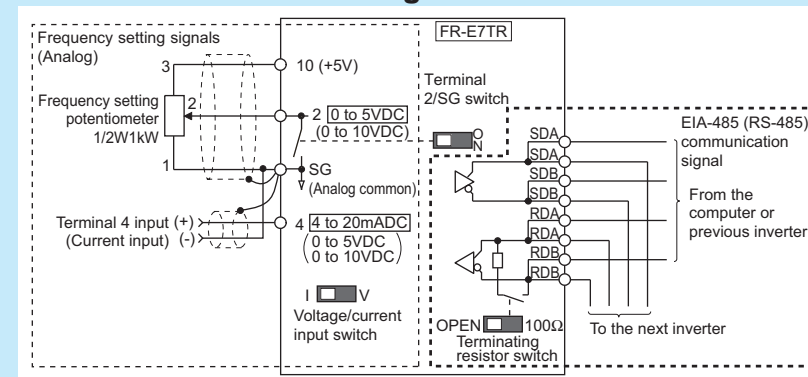 FR-E7TR
Frequency setting signals
(Analog)
3
10 (+5V)
Frequency setting
potentiometer
1/2W1kW
2
2 0 to 5VDC
(0 to 10VDC)
1
SG
(Analog common)
Terminal 4 input (+)
(Current input) (-)
4 4 to 20mADC
(0 to 5VDC
0 to 10VDC)
I V
Voltage/current
input switch
Terminal
2/SG switch
O
N
SDA
SDA
SDB
SDB
RDA
RDA
RDB
RDB
OPEN 100Ω
Terminating
resistor switch
EIA-485 (RS-485)
communication
signal
From the
computer or
previous inverter
To the next inverter